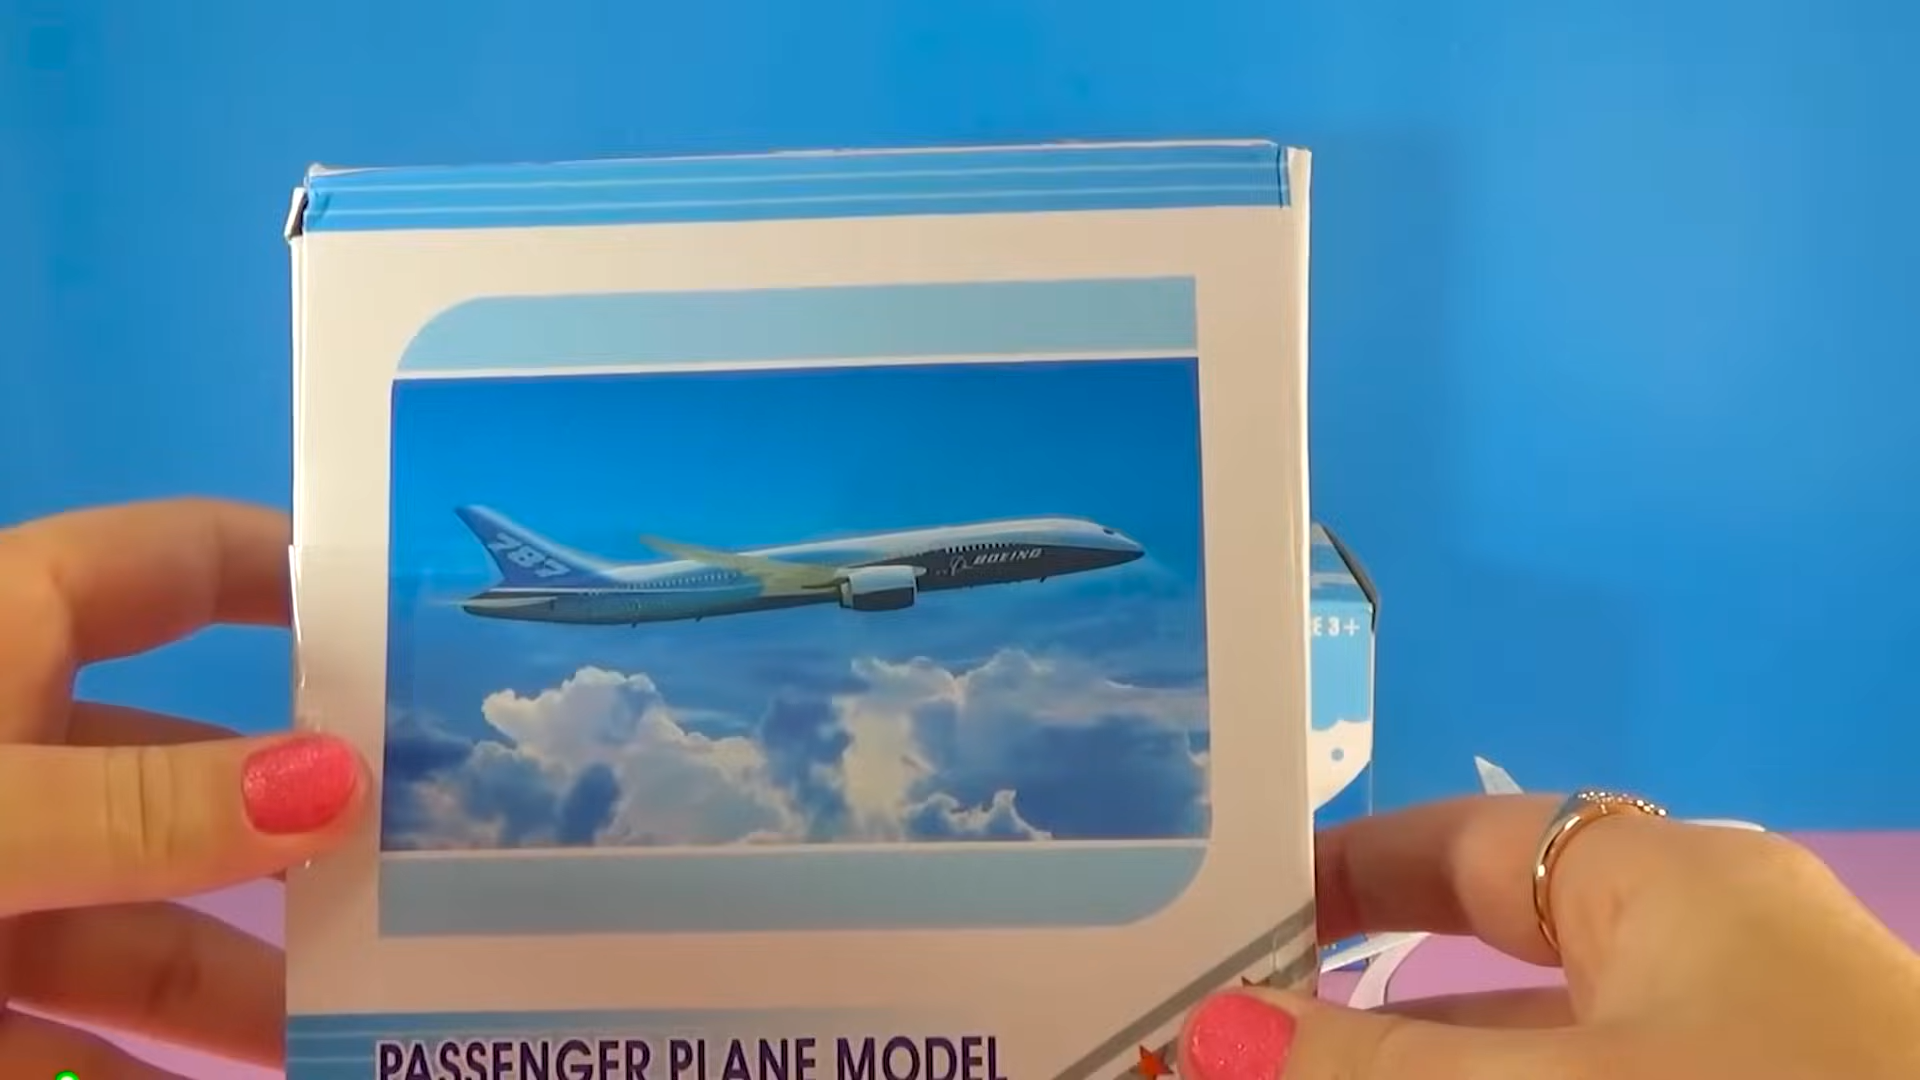 787
BOEING
E 3+
PASSENGER PLANE MODEL